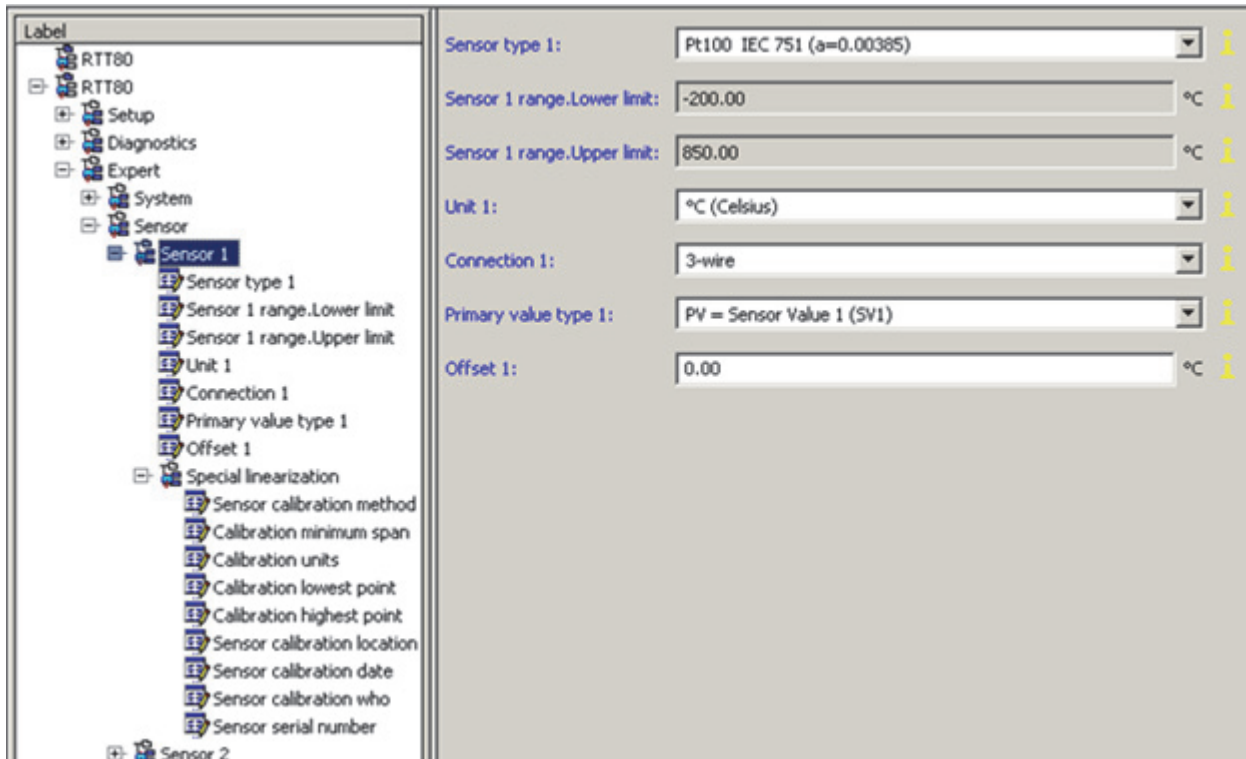 Label
RTT80
RTT80
Setup
Diagnostics
Expert
System
Sensor
Sensor 1
Sensor type 1
Sensor 1 range.Lower limit
Sensor 1 range.Upper limit
Unit 1
Connection 1
Primary value type 1
Offset 1
Special linearization
Sensor calibration method
Calibration minimum span
Calibration units
Calibration lowest point
Calibration highest point
Sensor calibration location
Sensor calibration date
Sensor calibration who
Sensor serial number
Sensor 2
Sensor type 1: Pt100 IEC 751 (a=0.00385)
Sensor 1 range.Lower limit: -200.00 °C
Sensor 1 range.Upper limit: 850.00 °C
Unit 1: °C (Celsius)
Connection 1: 3-wire
Primary value type 1: PV = Sensor Value 1 (SV1)
Offset 1: 0.00 °C